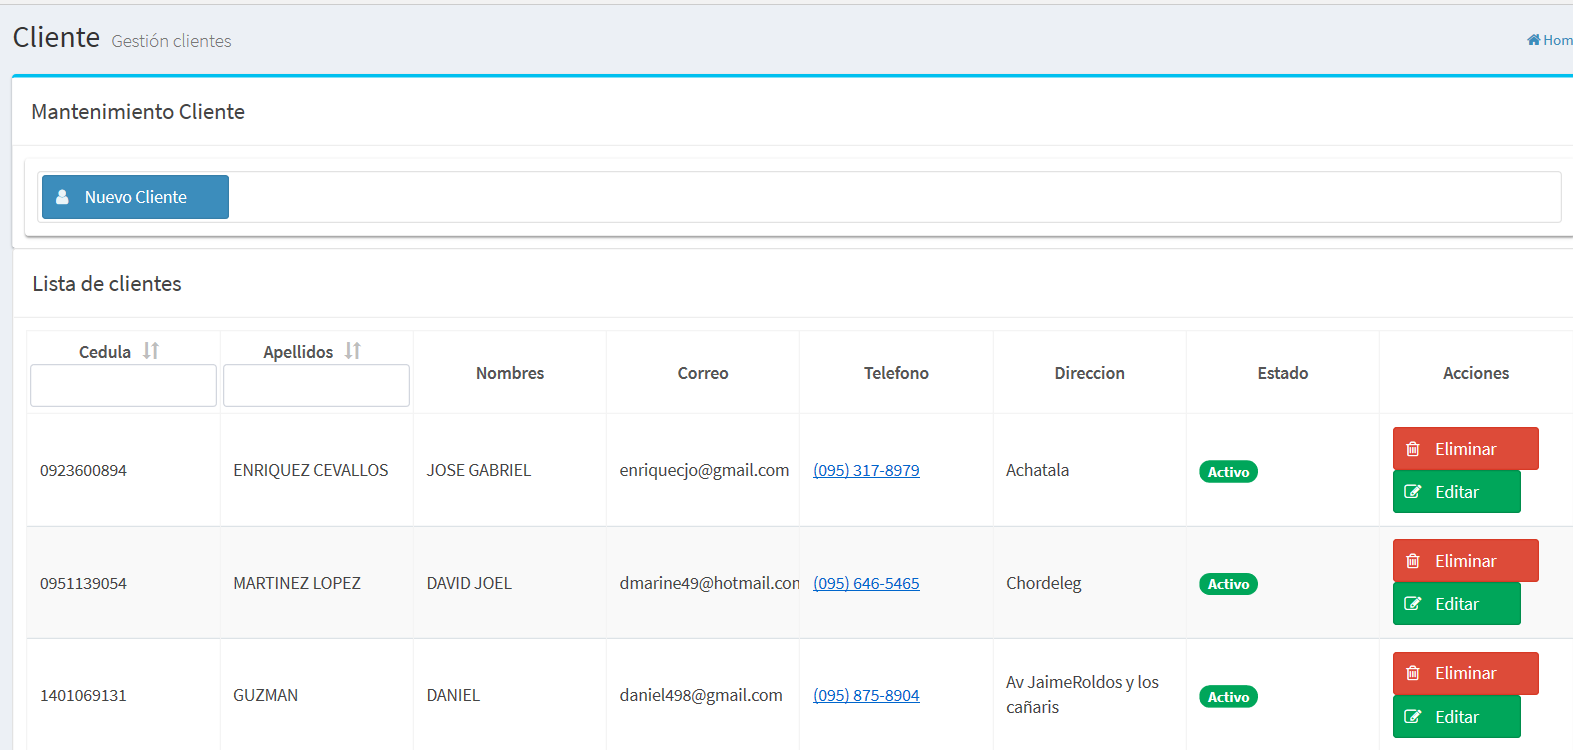 Cliente Gestión clientes
Hom
Mantenimiento Cliente
Nuevo Cliente
Lista de clientes
Cedula Apellidos Nombres Correo Telefono Direccion Estado Acciones
0923600894 ENRIQUEZ CEVALLOS JOSE GABRIEL enriquecjo@gmail.com (095) 317-8979 Achatala Activo Eliminar
Editar
0951139054 MARTINEZ LOPEZ DAVID JOEL dmarine49@hotmail.com (095) 646-5465 Chordeleg Activo Eliminar
Editar
1401069131 GUZMAN DANIEL daniel498@gmail.com (095) 875-8904 Av JaimeRoldos y los Activo Eliminar
cañaris Editar